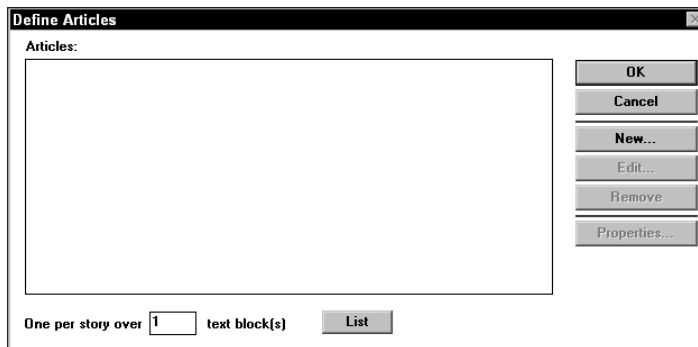 Define Articles
Articles:
OK
Cancel
New...
Edit...
Remove
Properties...
One per story over 1 text block(s) List